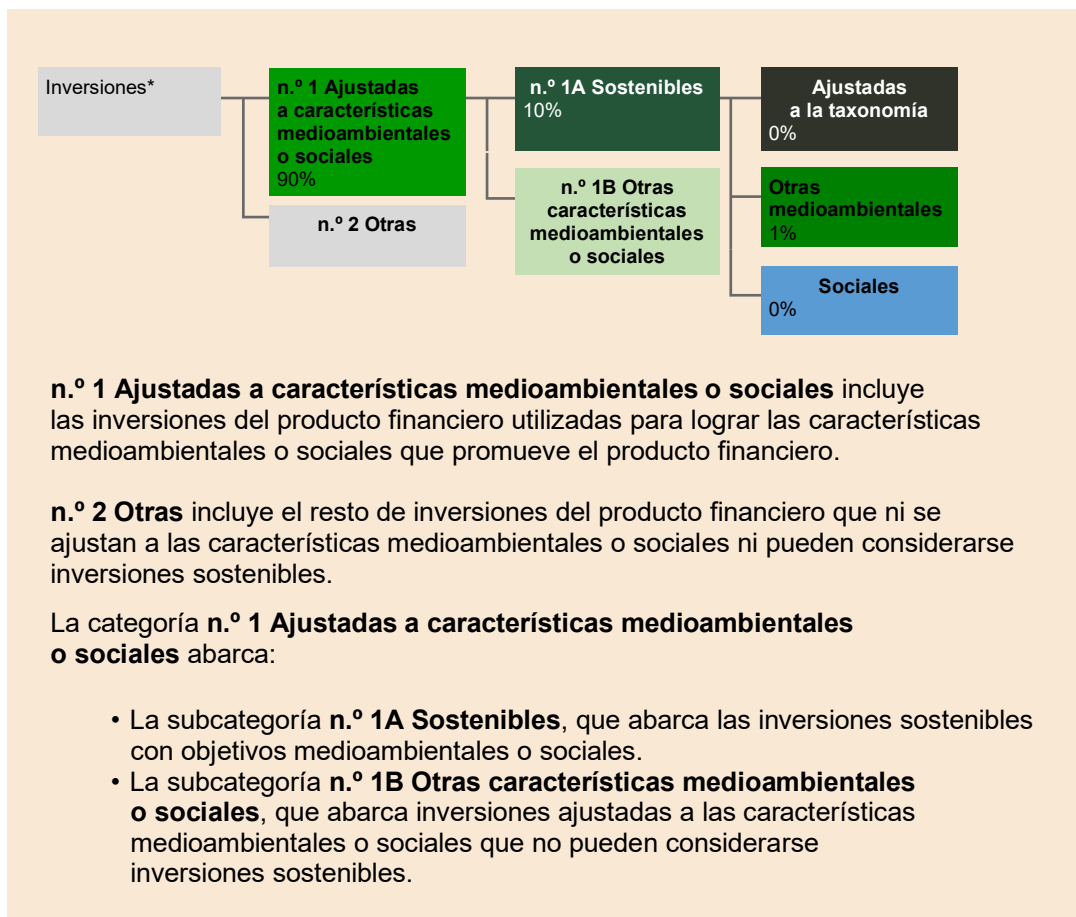 Inversiones*
n.º 1 Ajustadas
a características
medioambientales
o sociales
90%
n.º 2 Otras
n.º 1A Sostenibles
10%
n.º 1B Otras
características
medioambientales
o sociales
Ajustadas
a la taxonomía
0%
Otras
medioambientales
1%
Sociales
0%
n.º 1 Ajustadas a características medioambientales o sociales incluye
las inversiones del producto financiero utilizadas para lograr las características
medioambientales o sociales que promueve el producto financiero.
n.º 2 Otras incluye el resto de inversiones del producto financiero que ni se
ajustan a las características medioambientales o sociales ni pueden considerarse
inversiones sostenibles.
La categoría n.º 1 Ajustadas a características medioambientales
o sociales abarca:
• La subcategoría n.º 1A Sostenibles, que abarca las inversiones sostenibles
con objetivos medioambientales o sociales.
• La subcategoría n.º 1B Otras características medioambientales
o sociales, que abarca inversiones ajustadas a las características
medioambientales o sociales que no pueden considerarse
inversiones sostenibles.